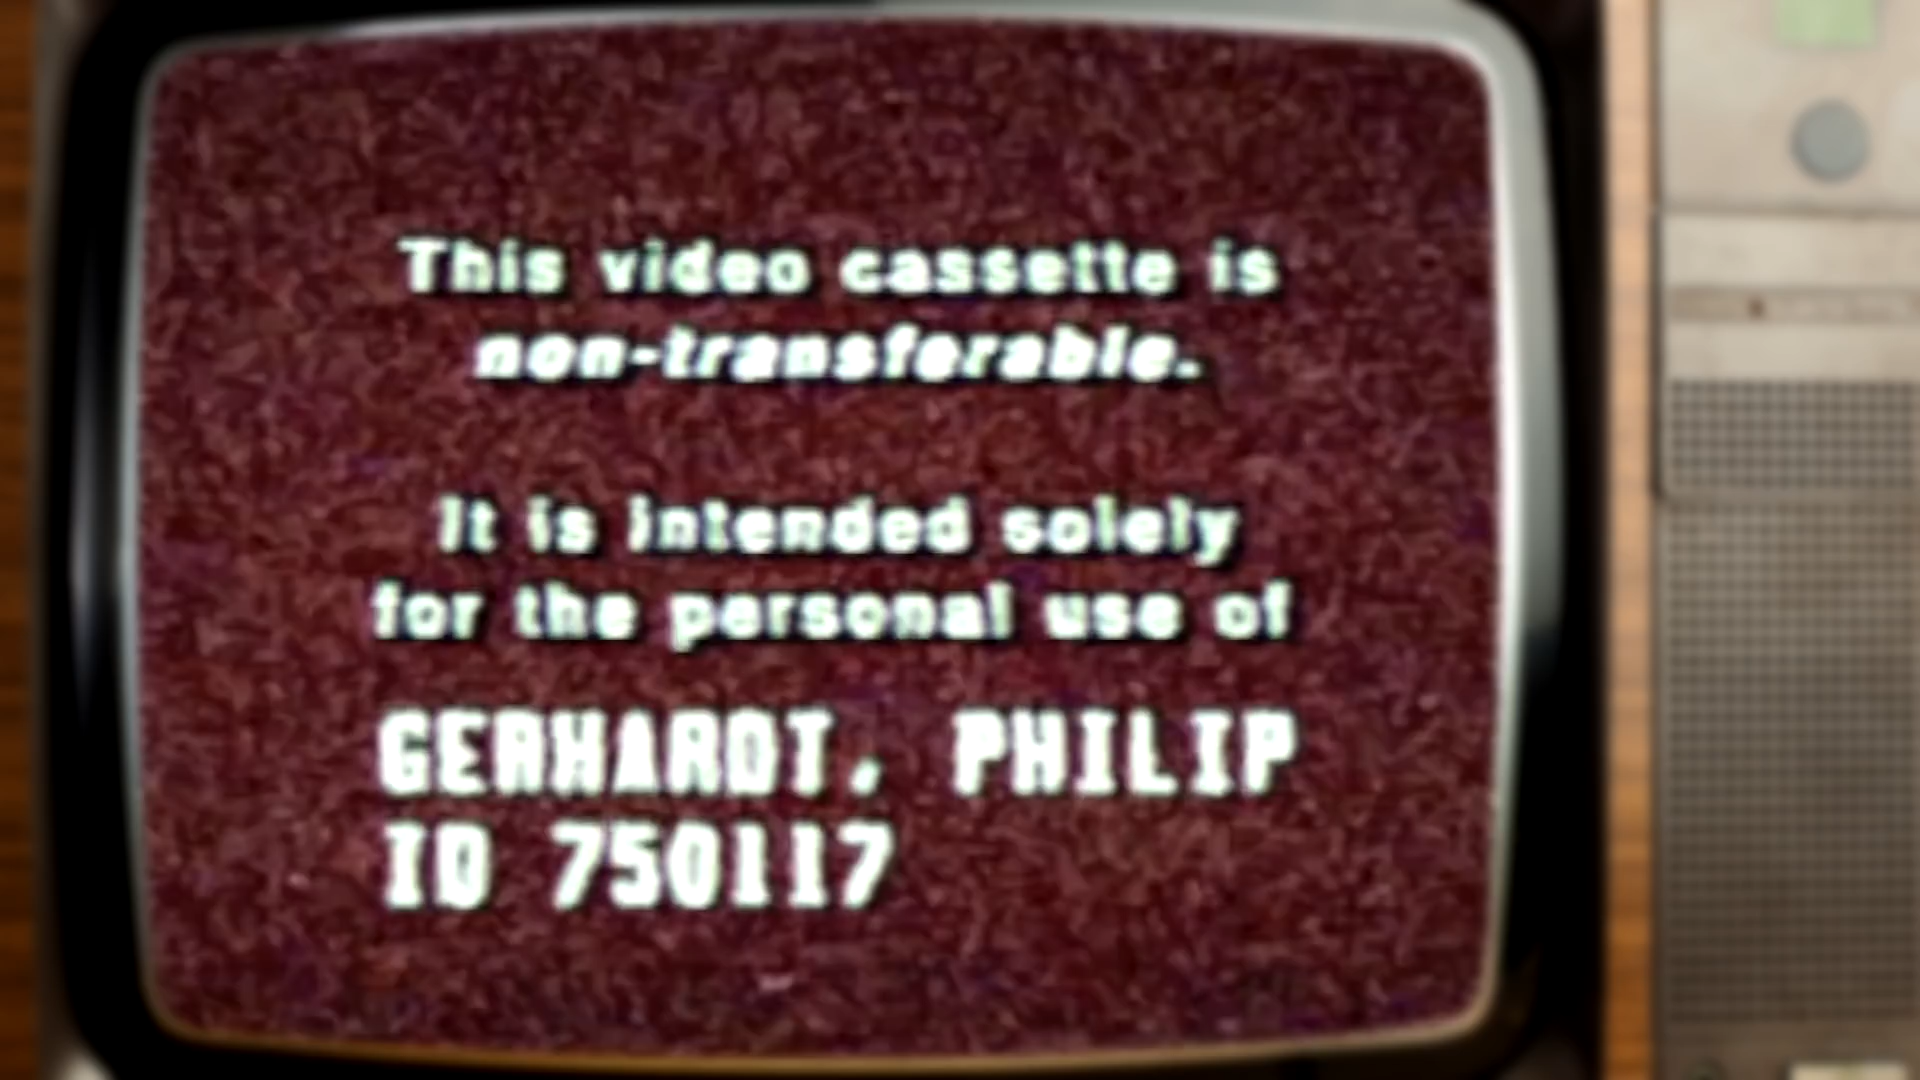 This video cassette is
non-transferable.
It is intended solely
for the personal use of
GERHARDT, PHILIP
ID 750117